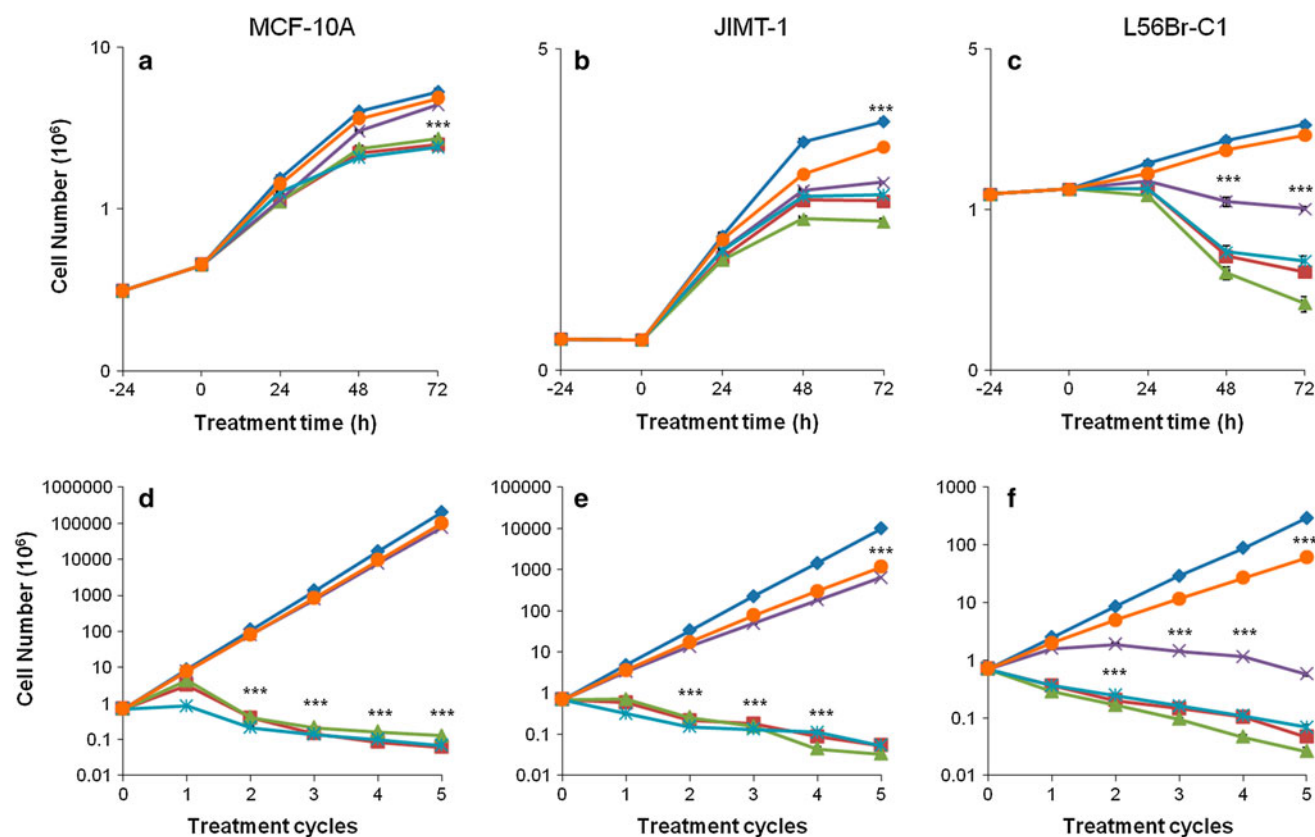 MCF-10A JIMT-1 L56Br-C1
a b c
Cell Number (10⁶)
10
1
0
5
1
0
5
1
0
***
***
*** ***
-24 0 24 48 72
-24 0 24 48 72
-24 0 24 48 72
Treatment time (h) Treatment time (h) Treatment time (h)
d e f
Cell Number (10⁶)
1000000
100000
10000
1000
100
10
1
0.1
0.01
100000
10000
1000
100
10
1
0.1
0.01
1000
100
10
1
0.1
0.01
*** *** *** ***
***
*** *** ***
***
*** ***
***
0 1 2 3 4 5
0 1 2 3 4 5
0 1 2 3 4 5
Treatment cycles Treatment cycles Treatment cycles